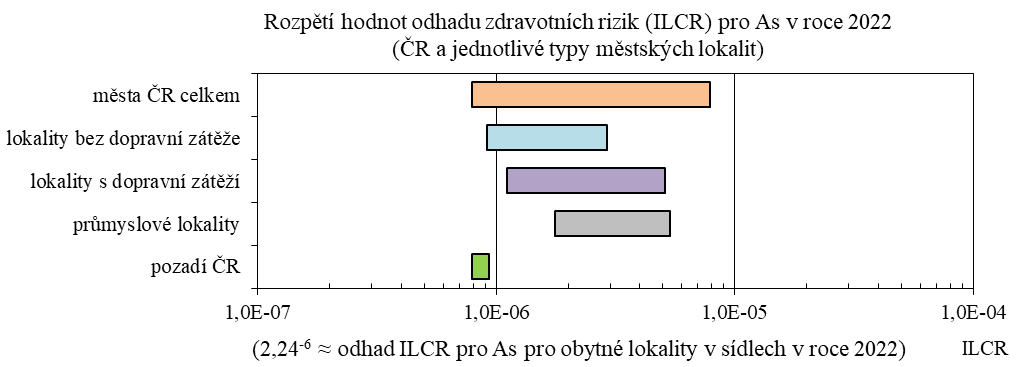 Rozpětí hodnot odhadu zdravotních rizik (ILCR) pro As v roce 2022
(ČR a jednotlivé typy městských lokalit)
města ČR celkem
lokality bez dopravní zátěže
lokality s dopravní zátěží
průmyslové lokality
pozadí ČR
1,0E-07 1,0E-06 1,0E-05 1,0E-04
(2,24⁻⁶ ≈ odhad ILCR pro As pro obytné lokality v sídlech v roce 2022) ILCR